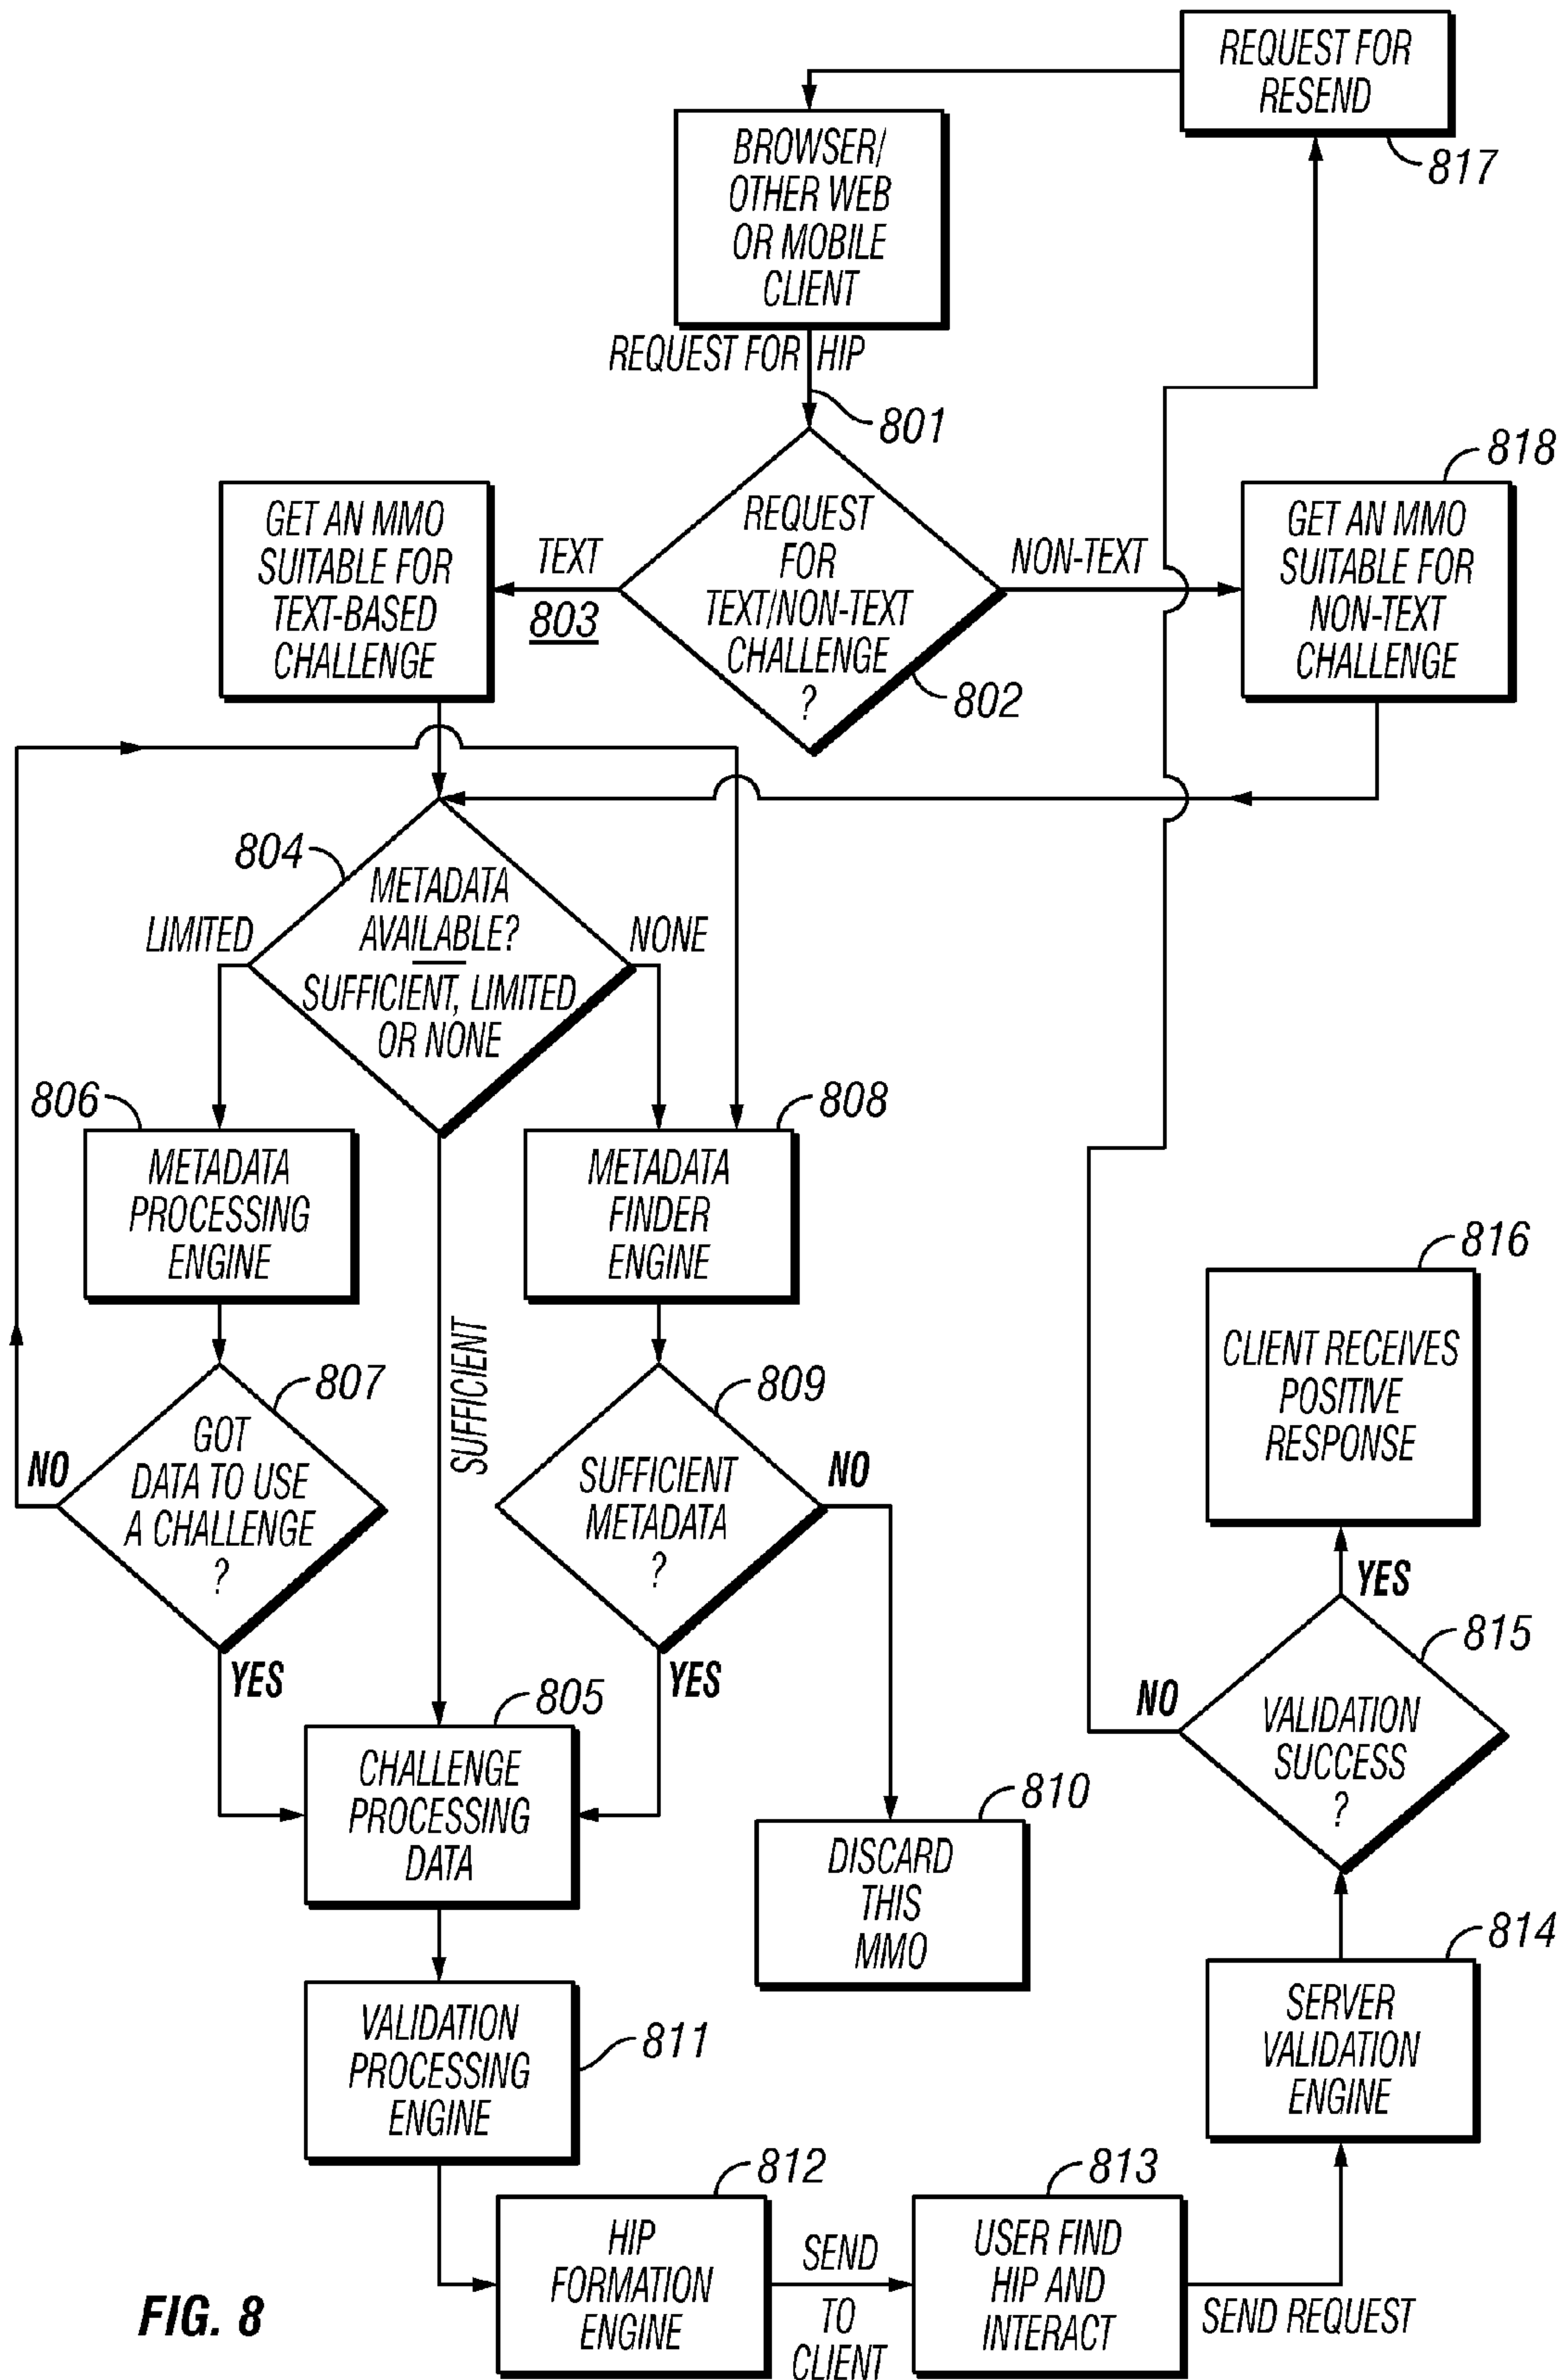 REQUEST FOR
RESEND
817
BROWSER/
OTHER WEB
OR MOBILE
CLIENT
REQUEST FOR HIP
801
818
GET AN MMO
SUITABLE FOR
TEXT-BASED
CHALLENGE
TEXT
803
REQUEST
FOR
TEXT/NON-TEXT
CHALLENGE
?
802
NON-TEXT
GET AN MMO
SUITABLE FOR
NON-TEXT
CHALLENGE
804
METADATA
AVAILABLE?
SUFFICIENT, LIMITED
OR NONE
LIMITED
NONE
806
METADATA
PROCESSING
ENGINE
808
METADATA
FINDER
ENGINE
816
CLIENT RECEIVES
POSITIVE
RESPONSE
807
GOT
DATA TO USE
A CHALLENGE
?
NO
YES
SUFFICIENT
809
SUFFICIENT
METADATA
?
NO
YES
YES
815
VALIDATION
SUCCESS
?
NO
805
CHALLENGE
PROCESSING
DATA
810
DISCARD
THIS
MMO
814
SERVER
VALIDATION
ENGINE
VALIDATION
PROCESSING
ENGINE
811
812
HIP
FORMATION
ENGINE
SEND
TO
CLIENT
813
USER FIND
HIP AND
INTERACT
SEND REQUEST
FIG. 8